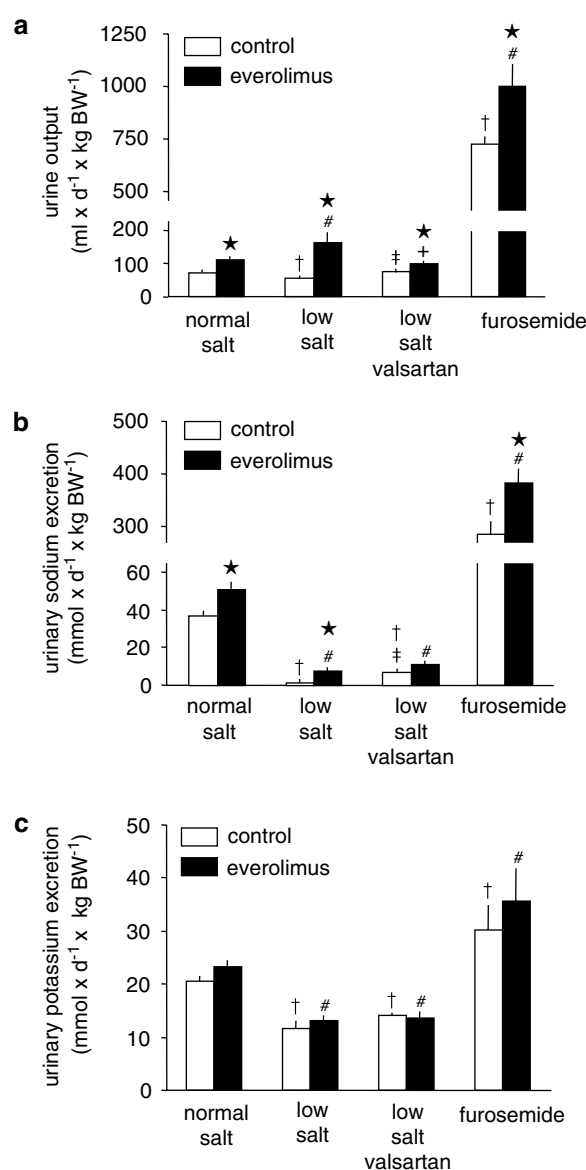 a
urine output
(ml x d-1 x kg BW-1)
1250
1000
750
500
200
100
0
control
everolimus
★
†
★
#
‡
★
+
†
★
#
normal
salt
low
salt
low
salt
valsartan
furosemide
b
urinary sodium excretion
(mmol x d-1 x kg BW-1)
500
400
300
60
40
20
0
control
everolimus
★
†
★
#
†
‡
#
†
★
#
normal
salt
low
salt
low
salt
valsartan
furosemide
c
urinary potassium excretion
(mmol x d-1 x kg BW-1)
50
40
30
20
10
0
control
everolimus
†
#
†
#
†
#
normal
salt
low
salt
low
salt
valsartan
furosemide